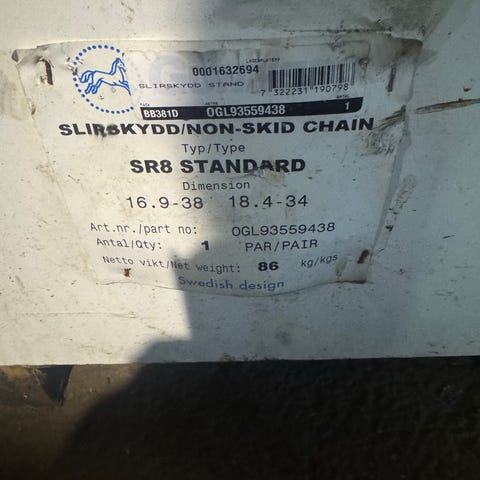 0001632694
SLIRSKYDD STAND
7 322231 190798
BB381D OGL93559438 1
SLIRSKYDD/NON-SKID CHAIN
Typ/Type
SR8 STANDARD
Dimension
16.9-38 18.4-34
Art.nr./part no: OGL93559438
Antal/Qty: 1 PAR/PAIR
Netto vikt/Net weight: 86 kg/kgs
Swedish design